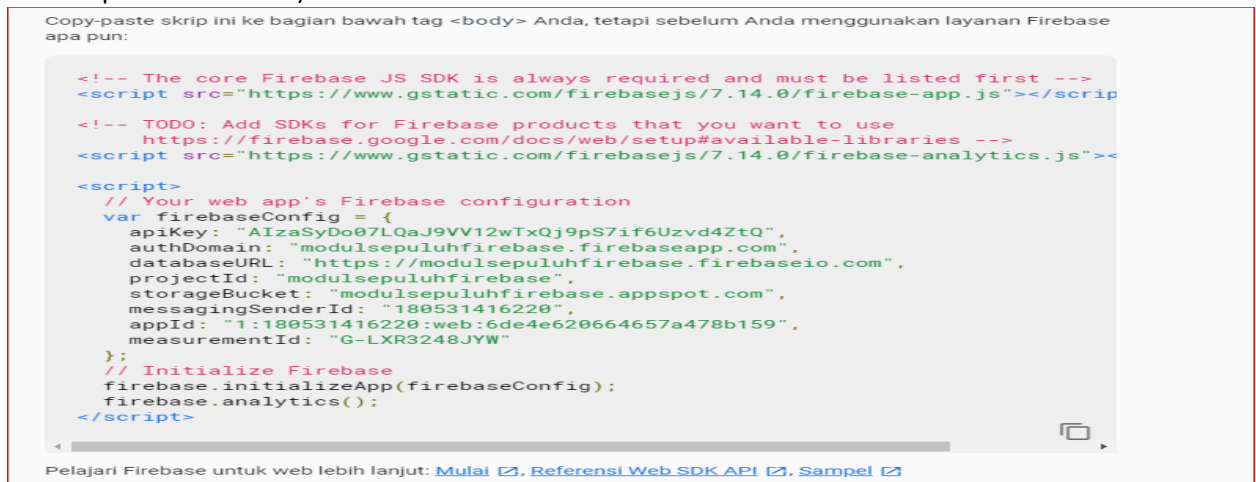 Copy-paste skrip ini ke bagian bawah tag <body> Anda, tetapi sebelum Anda menggunakan layanan Firebase
apa pun:
<!-- The core Firebase JS SDK is always required and must be listed first -->
<script src="https://www.gstatic.com/firebasejs/7.14.0/firebase-app.js"></scrip
<!-- TODO: Add SDKs for Firebase products that you want to use
https://firebase.google.com/docs/web/setup#available-libraries -->
<script src="https://www.gstatic.com/firebasejs/7.14.0/firebase-analytics.js"><
<script>
// Your web app's Firebase configuration
var firebaseConfig = {
apiKey: "AIzaSyDo07LQaJ9VV12wTxQj9pS7if6Uzvd4ZtQ",
authDomain: "modulsepuluhfirebase.firebaseapp.com",
databaseURL: "https://modulsepuluhfirebase.firebaseio.com",
projectId: "modulsepuluhfirebase",
storageBucket: "modulsepuluhfirebase.appspot.com",
messagingSenderId: "180531416220",
appId: "1:180531416220:web:6de4e620664657a478b159",
measurementId: "G-LXR3248JYW"
};
// Initialize Firebase
firebase.initializeApp(firebaseConfig);
firebase.analytics();
</script>
Pelajari Firebase untuk web lebih lanjut: Mulai, Referensi Web SDK API, Sampel